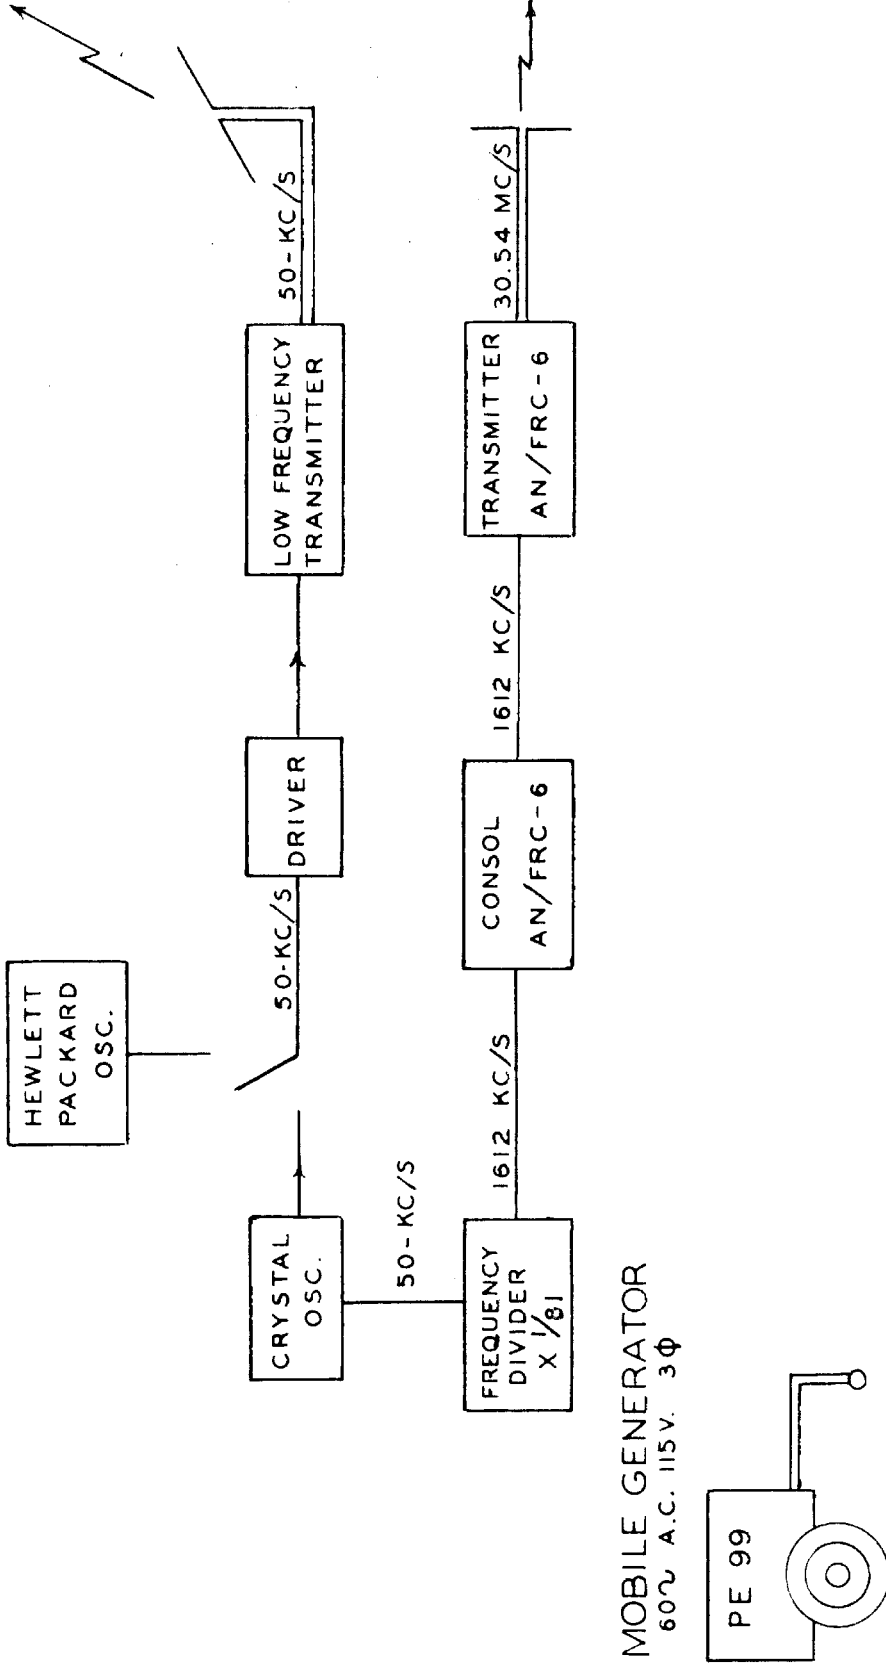 HEWLETT
PACKARD
OSC.
CRYSTAL
OSC.
50-KC/S
DRIVER
LOW FREQUENCY
TRANSMITTER
50-KC/S
50-KC/S
FREQUENCY
DIVIDER
X 1/81
1612 KC/S
CONSOL
AN/FRC-6
1612 KC/S
TRANSMITTER
AN/FRC-6
30.54 MC/S
MOBILE GENERATOR
60~ A.C. 115V. 3Φ
PE 99